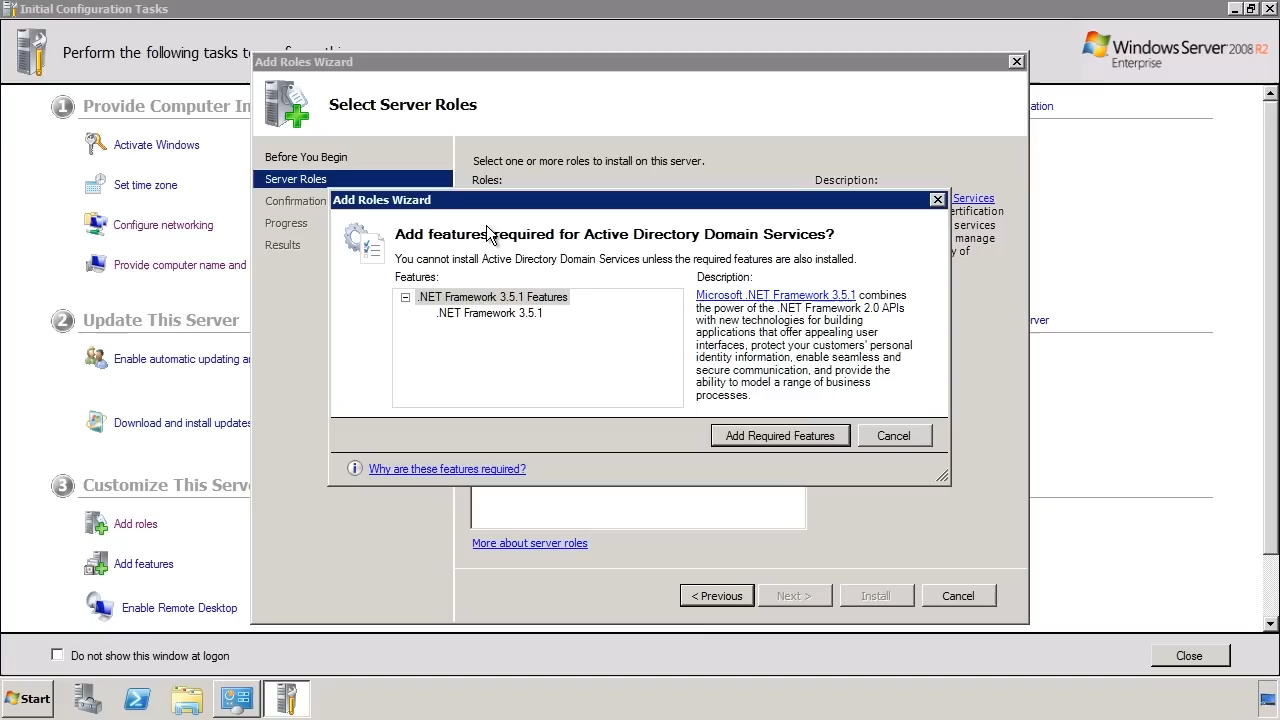 Initial Configuration Tasks
Perform the following tasks to
Windows Server 2008 R2
Enterprise
1 Provide Computer In
Activate Windows
Set time zone
Configure networking
Provide computer name and
2 Update This Server
Enable automatic updating
Download and install updates
3 Customize This Serve
Add roles
Add features
Enable Remote Desktop
Add Roles Wizard
Select Server Roles
Before You Begin
Server Roles
Confirmation
Progress
Results
Select one or more roles to install on this server.
Roles:
Description:
Services
services
manage
y of
Add Roles Wizard
Add features required for Active Directory Domain Services?
You cannot install Active Directory Domain Services unless the required features are also installed.
Features:
.NET Framework 3.5.1 Features
.NET Framework 3.5.1
Description:
Microsoft .NET Framework 3.5.1 combines
the power of the .NET Framework 2.0 APIs
with new technologies for building
applications that offer appealing user
interfaces, protect your customers' personal
identity information, enable seamless and
secure communication, and provide the
ability to model a range of business
processes.
Add Required Features
Cancel
Why are these features required?
More about server roles
< Previous
Next >
Install
Cancel
Do not show this window at logon
Close
Start